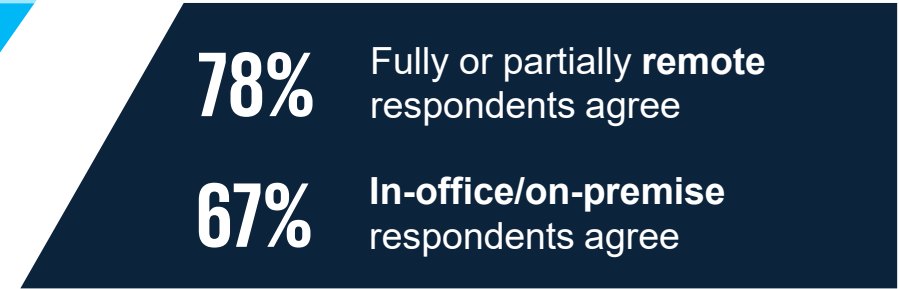 78%
Fully or partially remote
respondents agree
67%
In-office/on-premise
respondents agree